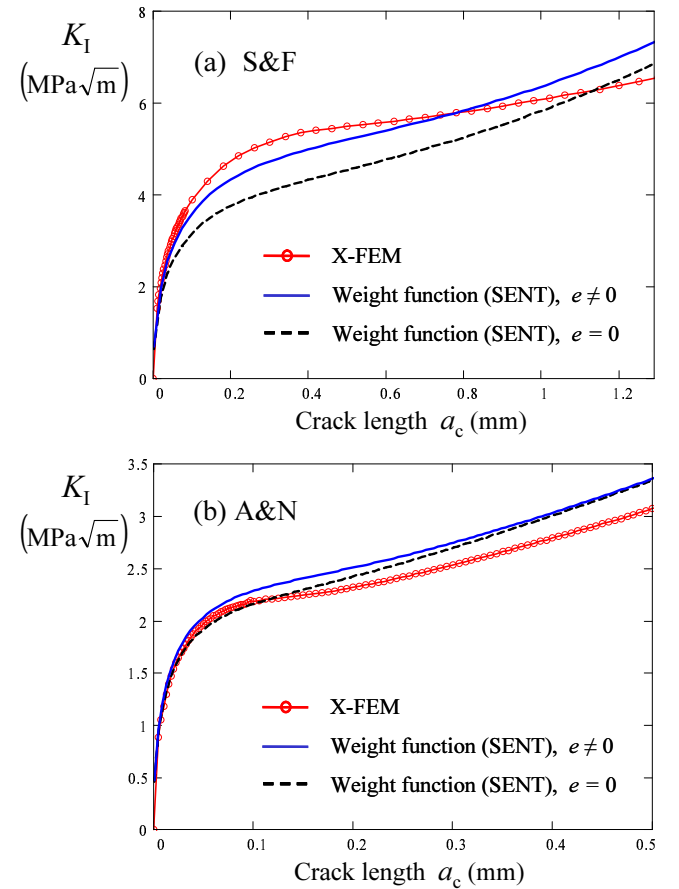 8
K_I
(MPa√m)
(a) S&F
6
4
2
0
X-FEM
Weight function (SENT), e ≠ 0
Weight function (SENT), e = 0
0 0.2 0.4 0.6 0.8 1 1.2
Crack length a_c (mm)
3.5
K_I
(MPa√m)
(b) A&N
3
2.5
2
1.5
1
0.5
0
X-FEM
Weight function (SENT), e ≠ 0
Weight function (SENT), e = 0
0 0.1 0.2 0.3 0.4 0.5
Crack length a_c (mm)